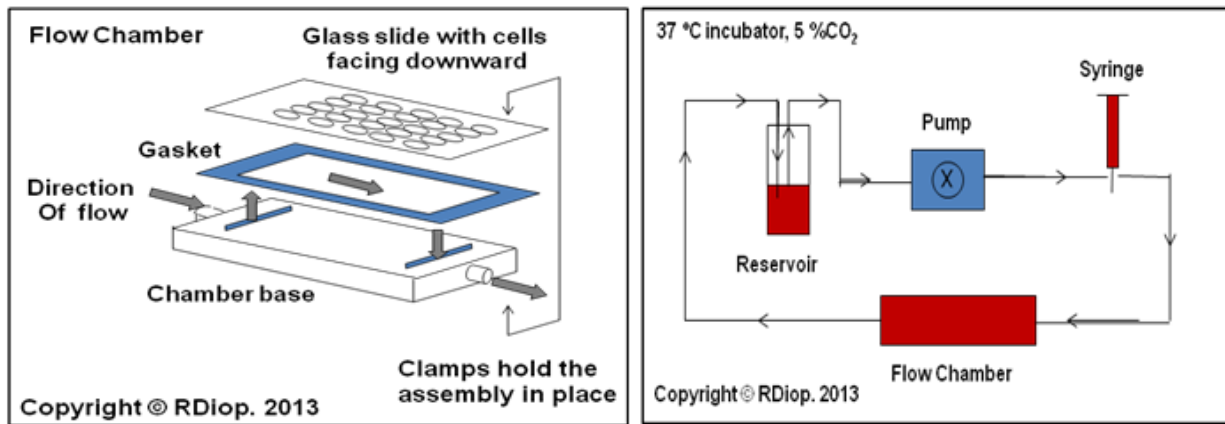 Flow Chamber
Glass slide with cells
facing downward
Gasket
Direction
Of flow
Chamber base
Clamps hold the
assembly in place
Copyright © RDiop. 2013
37 °C incubator, 5 %CO₂
Syringe
Pump
X
Reservoir
Flow Chamber
Copyright © RDiop. 2013